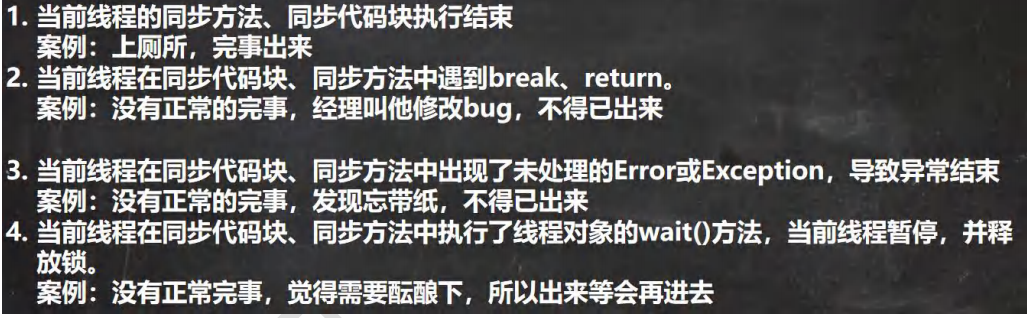 1. 当前线程的同步方法、同步代码块执行结束
案例：上厕所，完事出来
2. 当前线程在同步代码块、同步方法中遇到break、return。
案例：没有正常的完事，经理叫他修改bug，不得已出来
3. 当前线程在同步代码块、同步方法中出现了未处理的Error或Exception，导致异常结束
案例：没有正常的完事，发现忘带纸，不得已出来
4. 当前线程在同步代码块、同步方法中执行了线程对象的wait()方法，当前线程暂停，并释
放锁。
案例：没有正常完事，觉得需要酝酿下，所以出来等会再进去